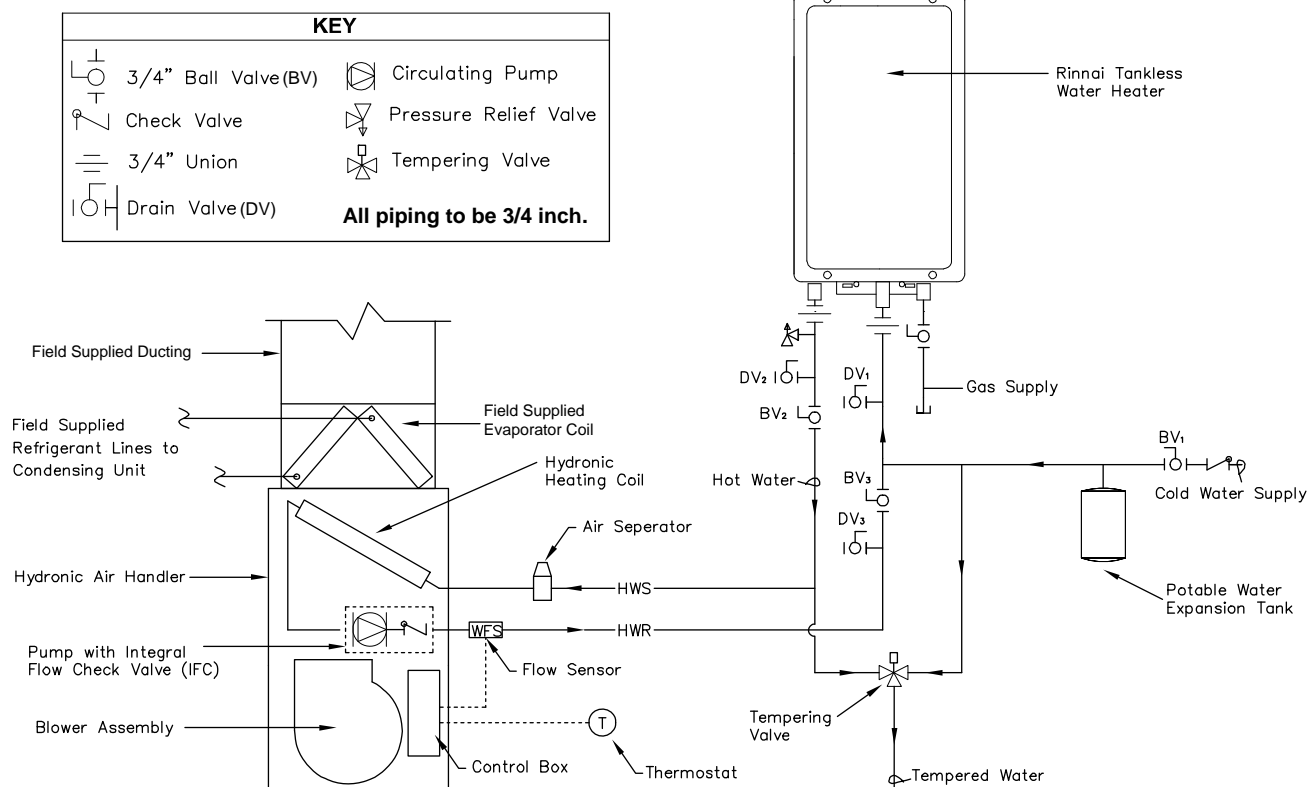 KEY
3/4" Ball Valve (BV)
Circulating Pump
Check Valve
Pressure Relief Valve
3/4" Union
Tempering Valve
Drain Valve (DV)
All piping to be 3/4 inch.
Rinnai Tankless
Water Heater
Field Supplied Ducting
Field Supplied
Refrigerant Lines to
Condensing Unit
Field Supplied
Evaporator Coil
Hydronic
Heating Coil
Air Seperator
Hydronic Air Handler
HWS
HWR
WFS
Pump with Integral
Flow Check Valve (IFC)
Flow Sensor
Blower Assembly
Control Box
T
Thermostat
DV2
BV2
DV1
Gas Supply
Hot Water
BV3
DV3
BV1
Cold Water Supply
Potable Water
Expansion Tank
Tempering
Valve
Tempered Water